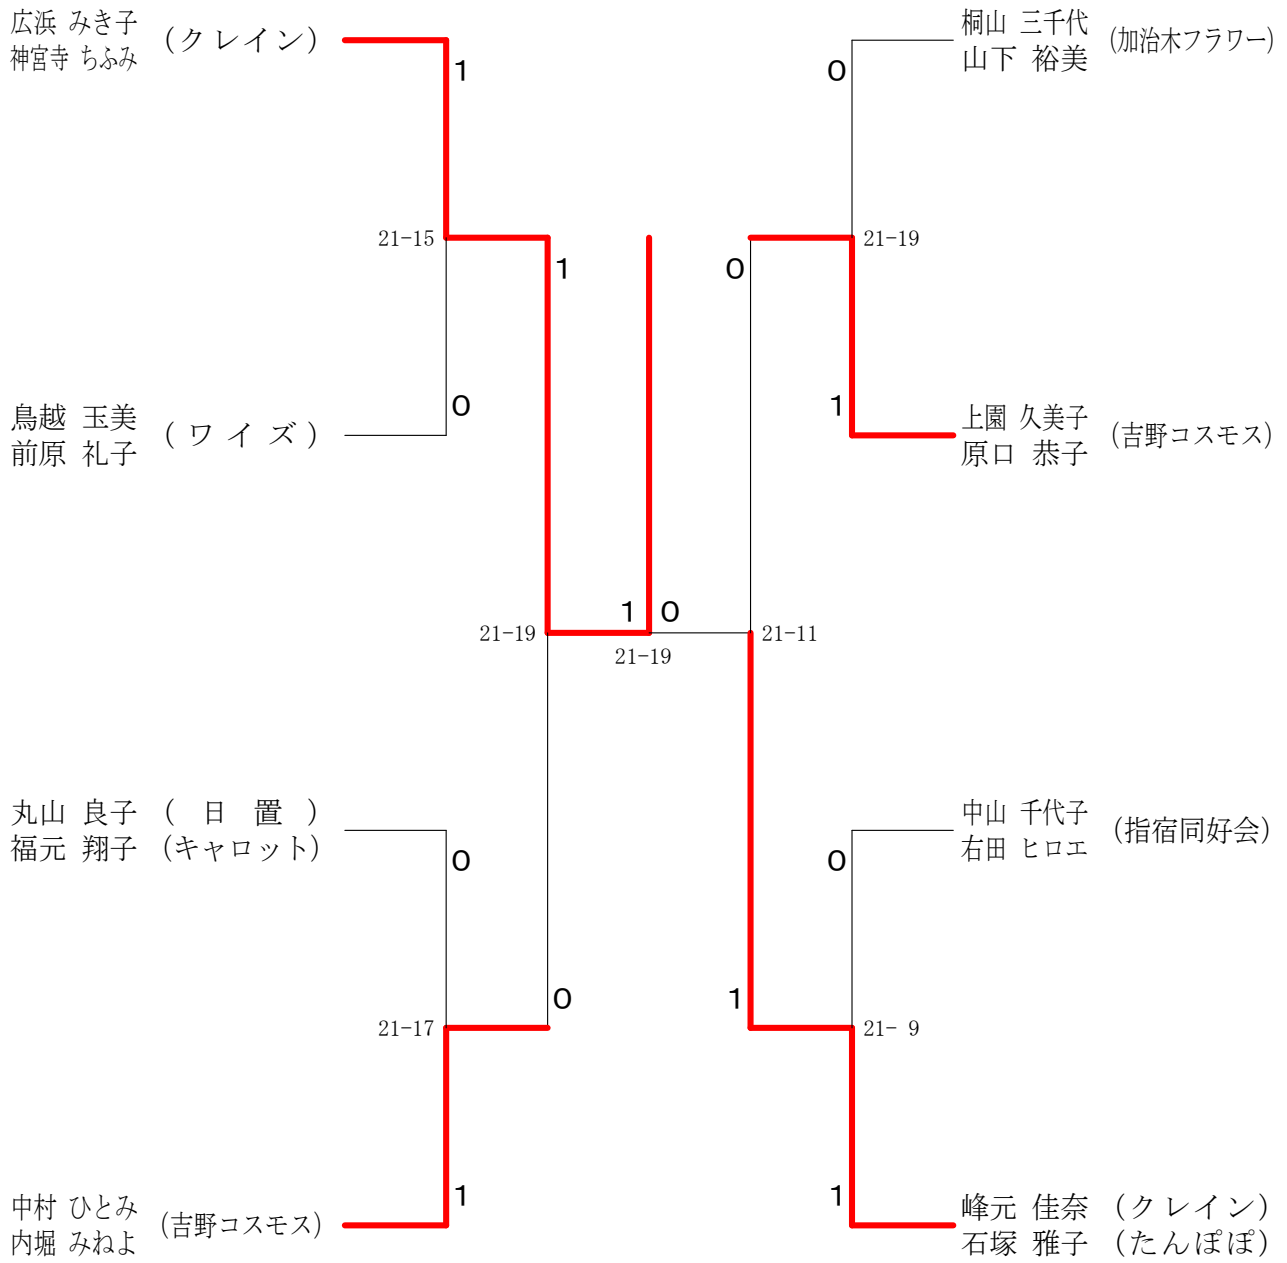 広浜 みき子
神宮寺 ちふみ
(クレイン)
1
桐山 三千代
山下 裕美
(加治木フラワー)
0
21-15
1
0
21-19
鳥越 玉美
前原 礼子
(ワイズ)
0
1
上園 久美子
原口 恭子
(吉野コスモス)
21-19
1
0
21-19
21-11
丸山 良子 (日置)
福元 翔子 (キャロット)
0
中山 千代子
右田 ヒロエ
(指宿同好会)
0
21-17
0
1
21- 9
中村 ひとみ
内堀 みねよ
(吉野コスモス)
1
1
峰元 佳奈 (クレイン)
石塚 雅子 (たんぽぽ)